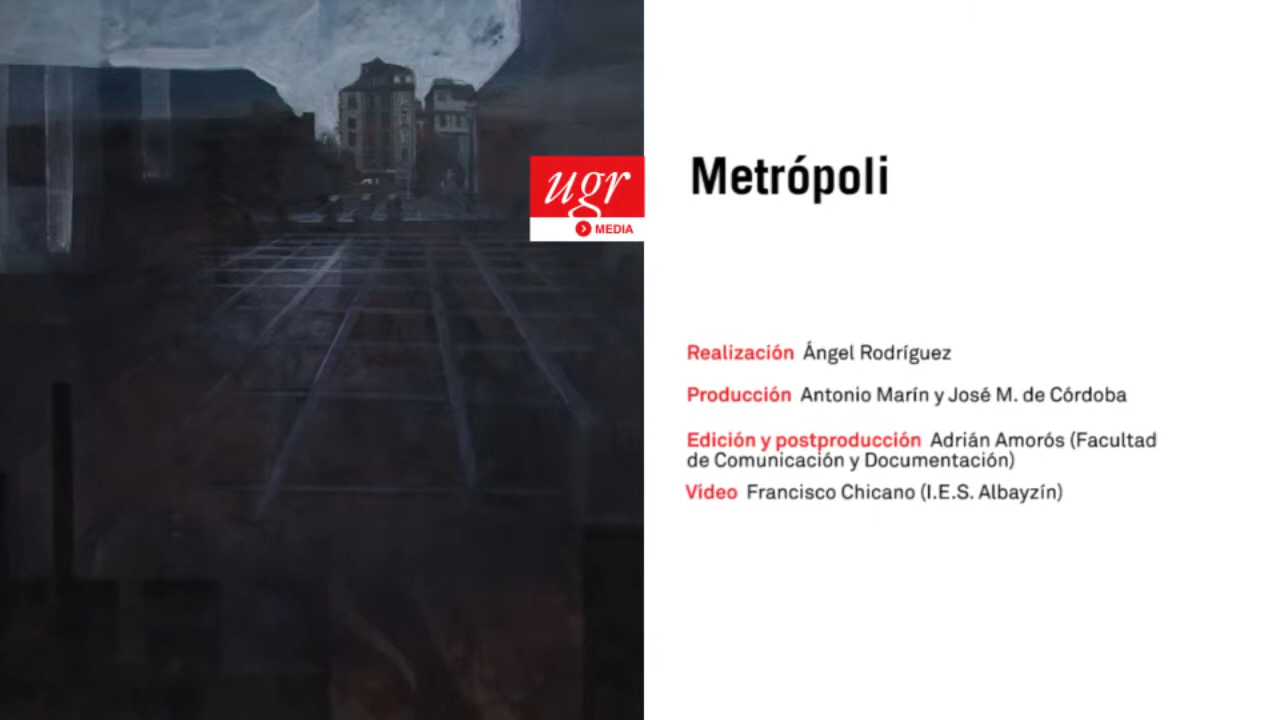 ugr
MEDIA
Metrópoli
Realización Ángel Rodríguez
Producción Antonio Marín y José M. de Córdoba
Edición y postproducción Adrián Amorós (Facultad
de Comunicación y Documentación)
Vídeo Francisco Chicano (I.E.S. Albayzín)